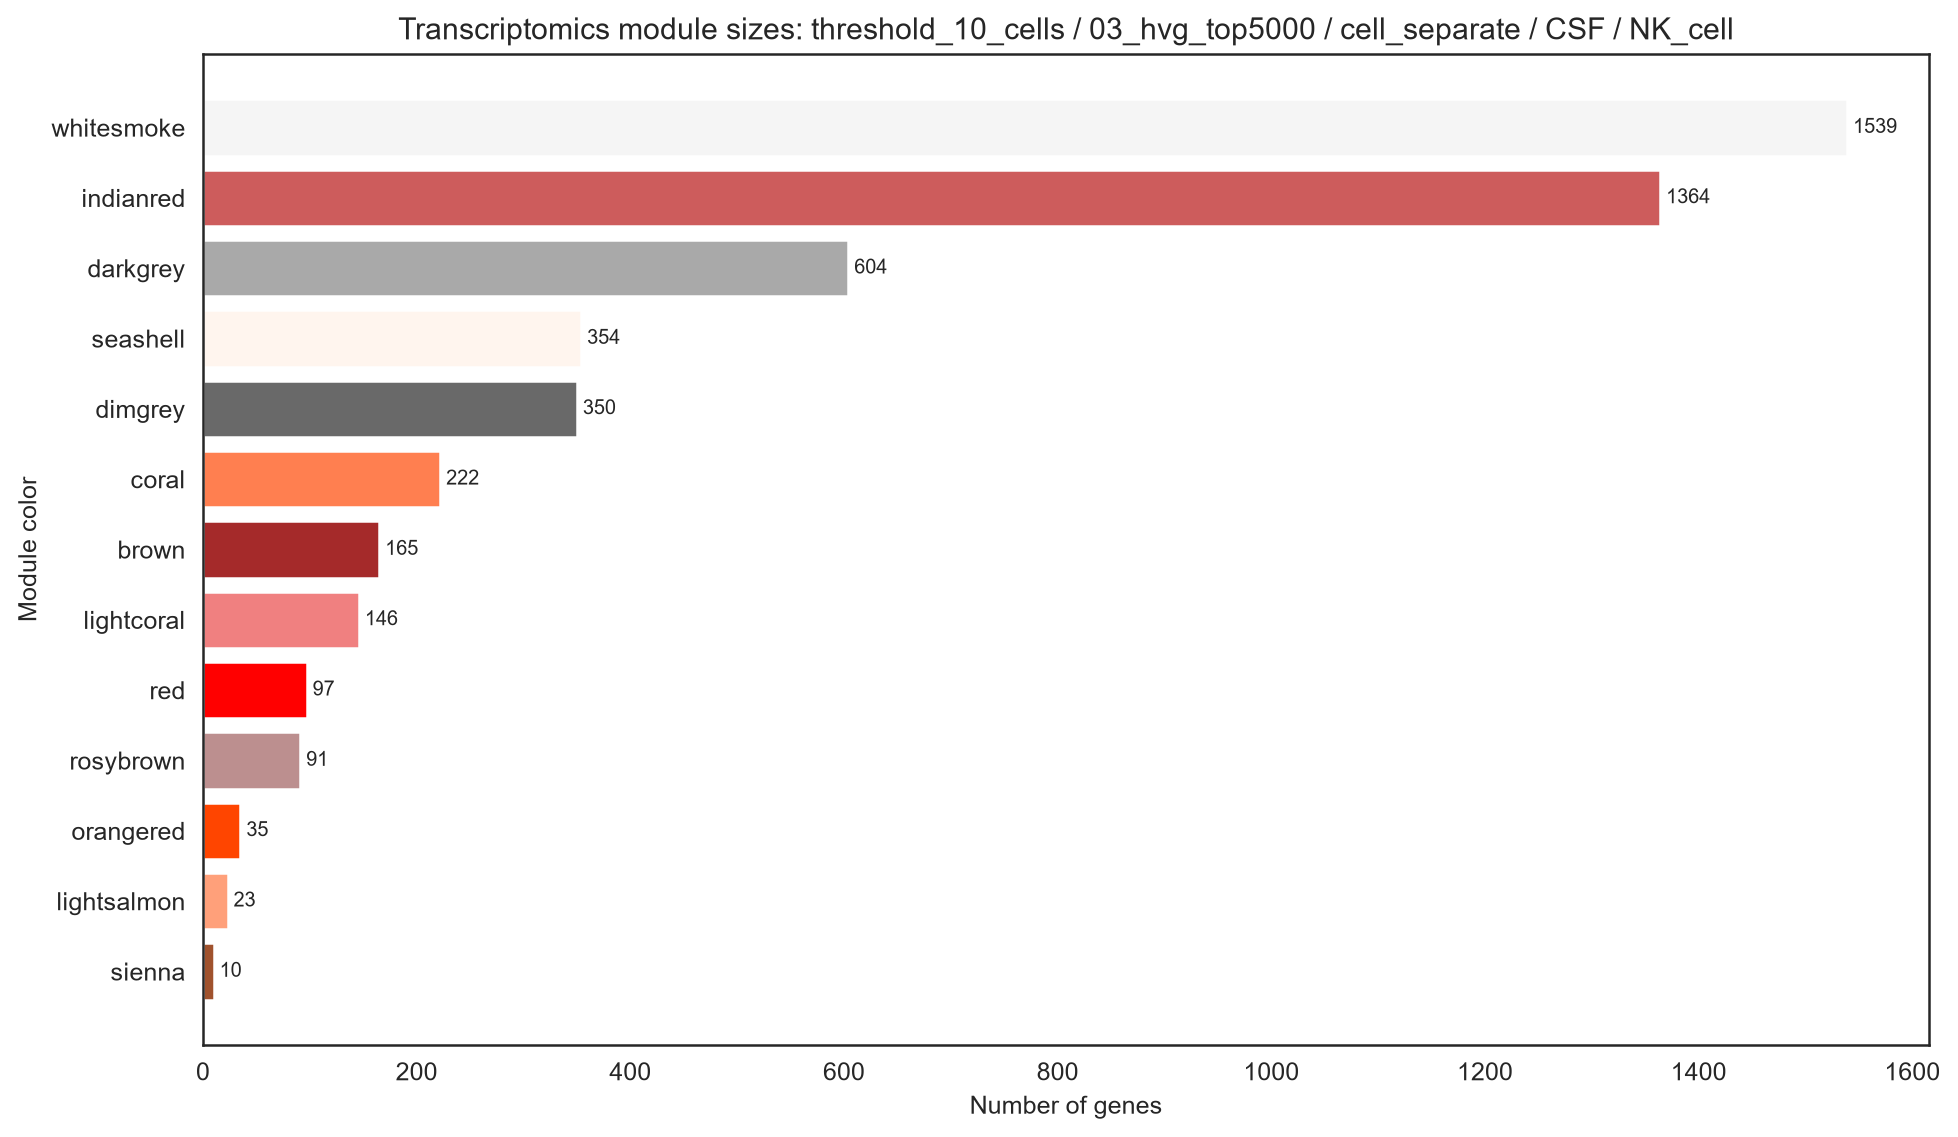 Transcriptomics module sizes: threshold_10_cells / 03_hvg_top5000 / cell_separate / CSF / NK_cell
Module color
whitesmoke 1539
indianred 1364
darkgrey 604
seashell 354
dimgrey 350
coral 222
brown 165
lightcoral 146
red 97
rosybrown 91
orangered 35
lightsalmon 23
sienna 10
0 200 400 600 800 1000 1200 1400 1600
Number of genes